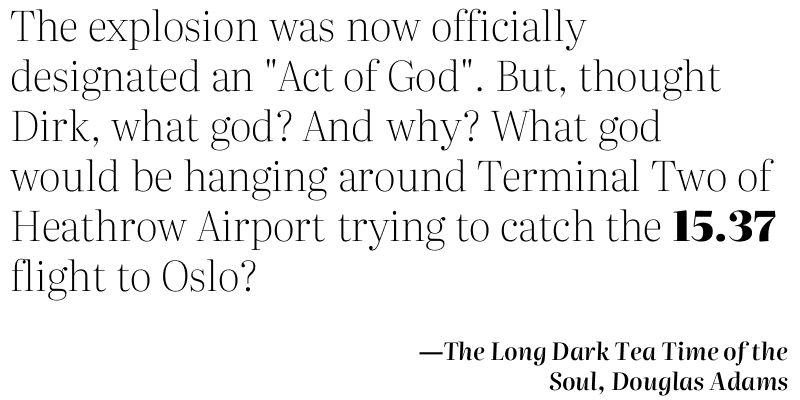 The explosion was now officially
designated an "Act of God". But, thought
Dirk, what god? And why? What god
would be hanging around Terminal Two of
Heathrow Airport trying to catch the 15.37
flight to Oslo?
—The Long Dark Tea Time of the
Soul, Douglas Adams